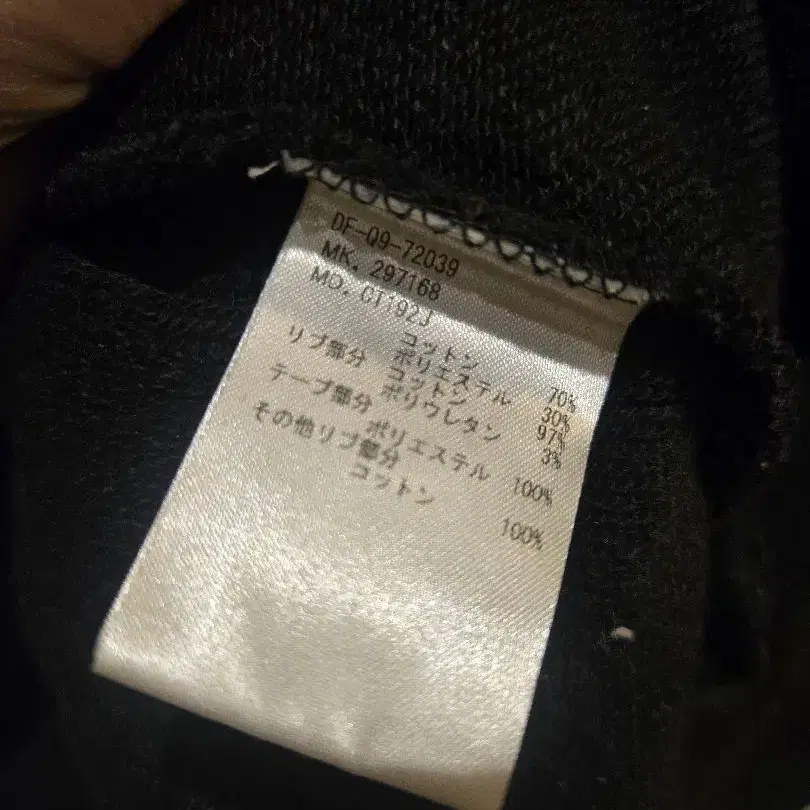 DF-Q9-72039
MK. 297168
MD. CT192J
コットン 70%
ポリエステル 30%
リブ部分 コットン 97%
ポリウレタン 3%
テープ部分
ポリエステル 100%
その他リブ部分
コットン 100%